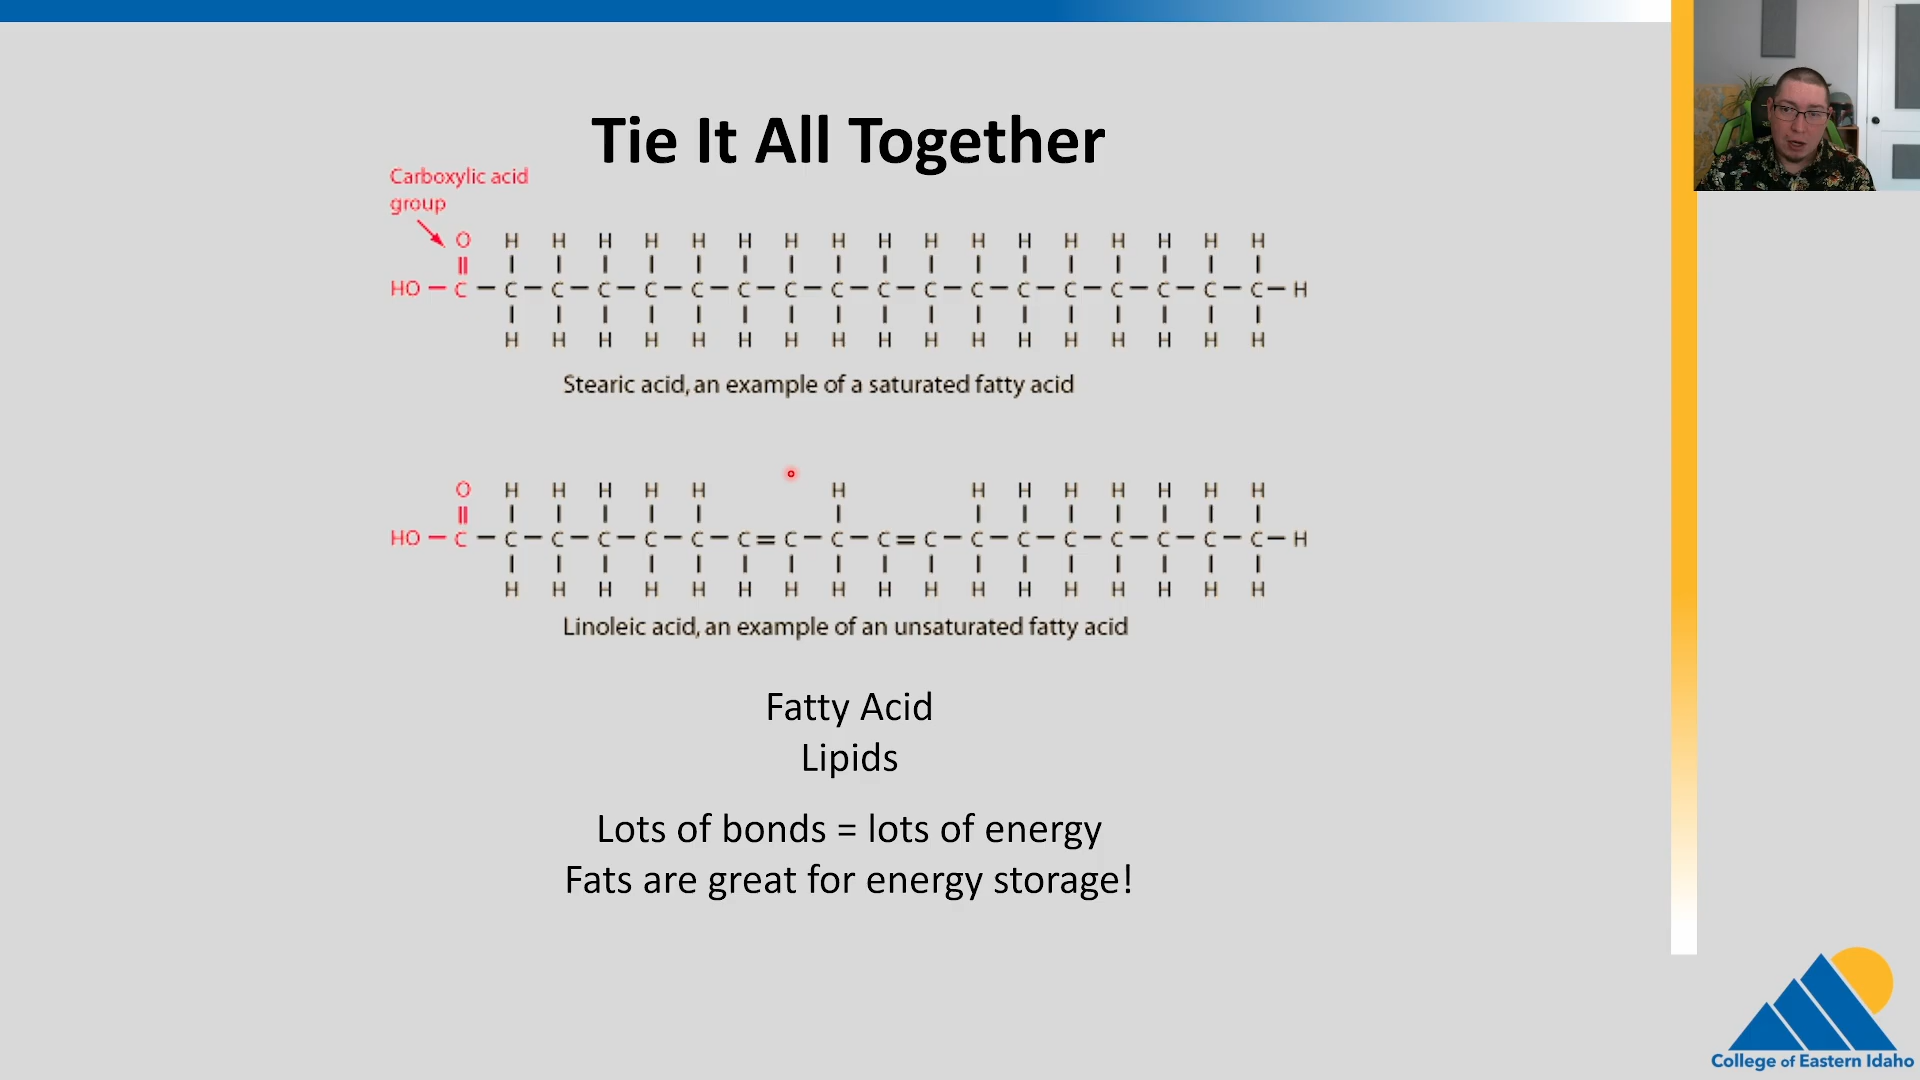 Tie It All Together
Carboxylic acid
group
O H H H H H H H H H H H H H H H H H
HO C C C C C C C C C C C C C C C C C C H
H H H H H H H H H H H H H H H H H
Stearic acid, an example of a saturated fatty acid
O H H H H H H H H H H H H H
HO C C C C C C=C C C=C C C C C C C C H
H H H H H H H H H H H H H H H H H
Linoleic acid, an example of an unsaturated fatty acid
Fatty Acid
Lipids
Lots of bonds = lots of energy
Fats are great for energy storage!
College of Eastern Idaho